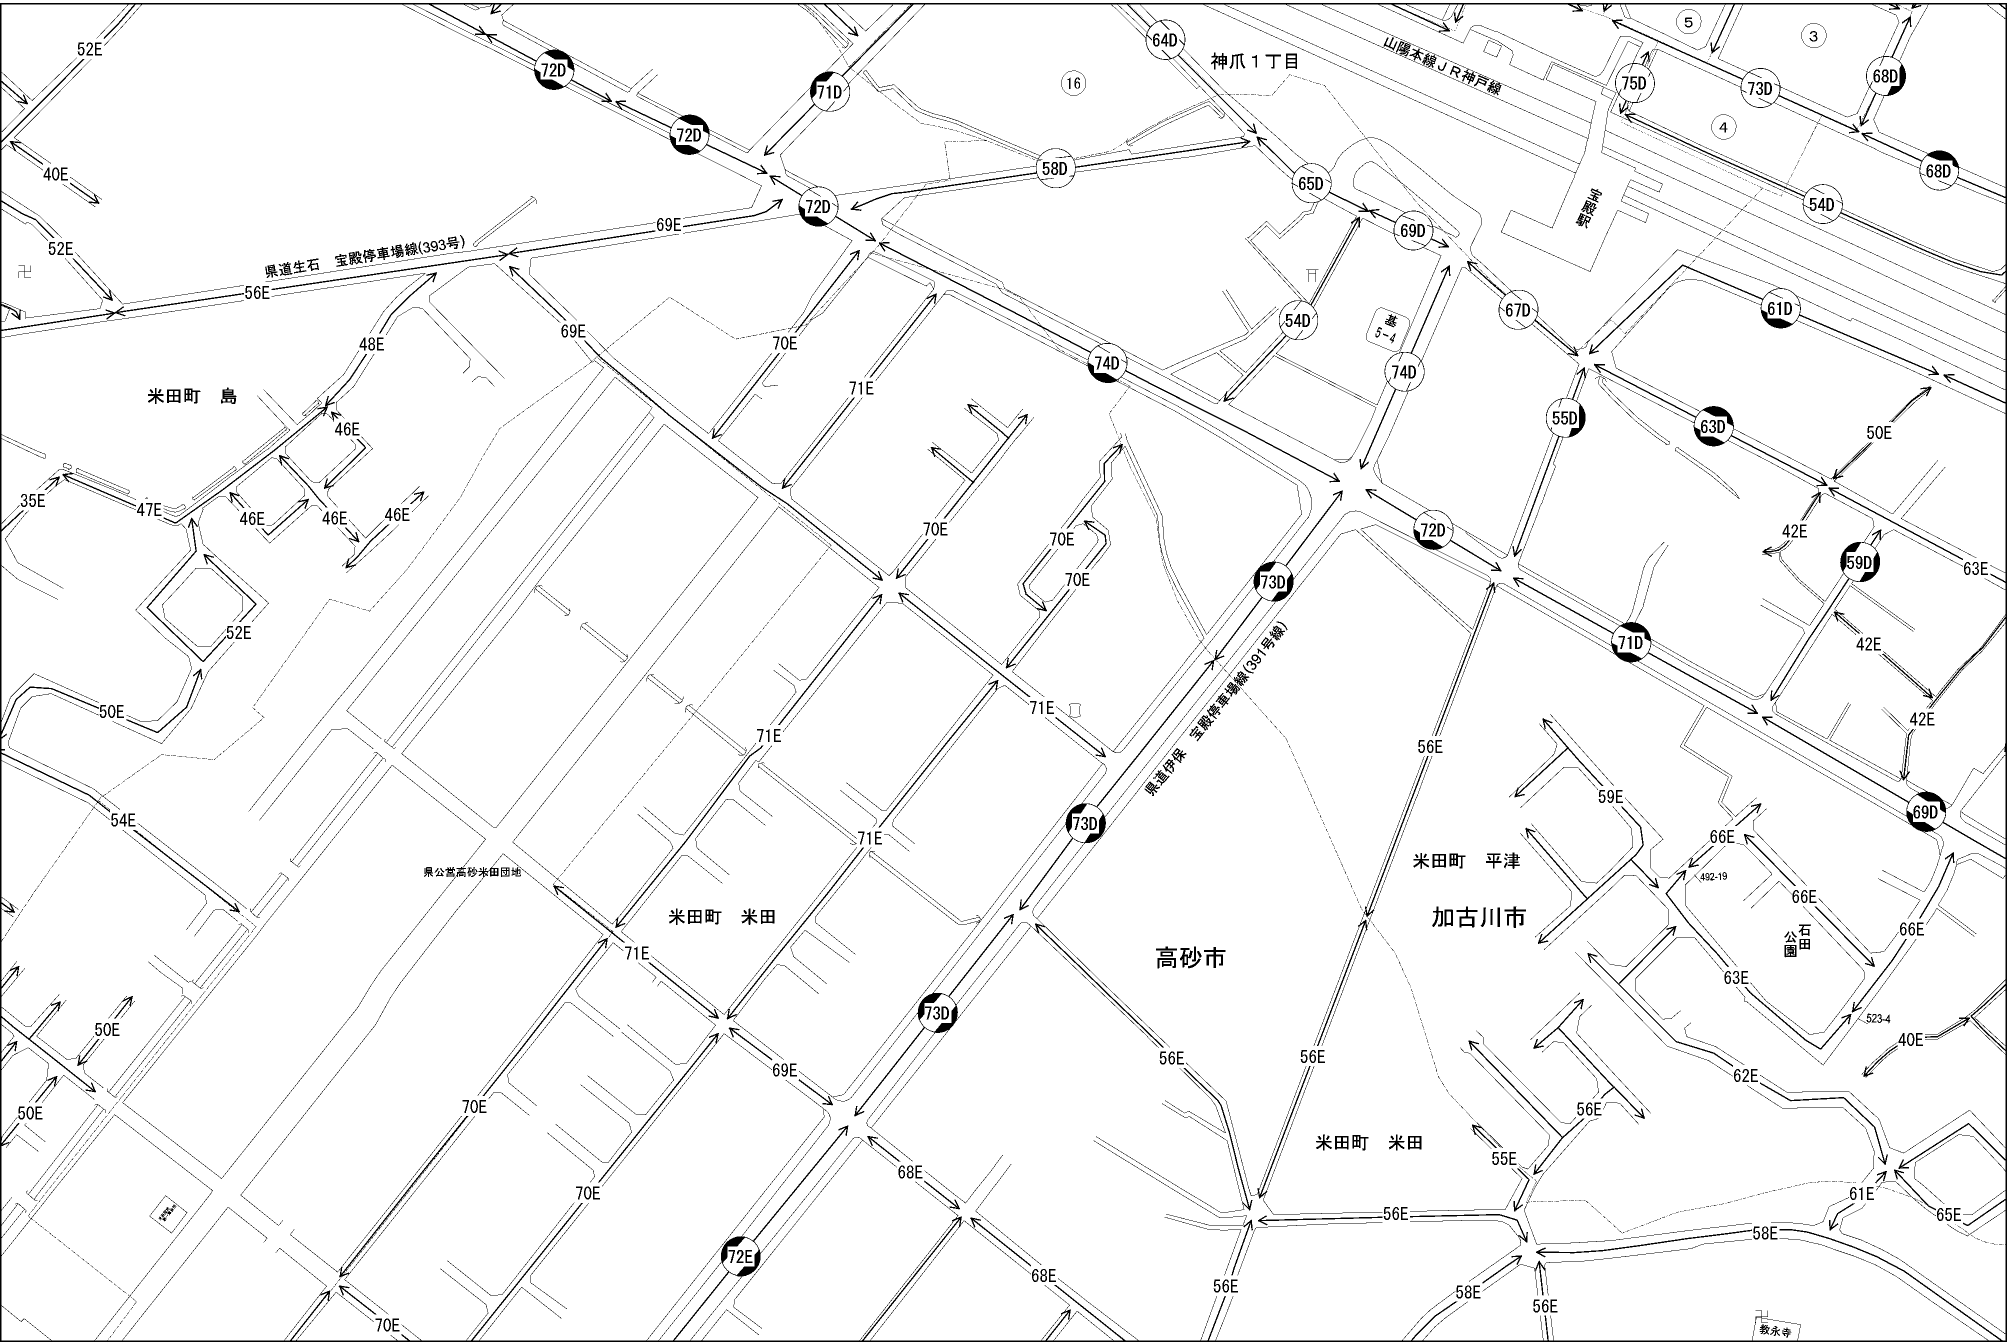 52E
72D
71D
64D
神爪１丁目
16
山陽本線ＪＲ神戸線
5
3
75D
73D
68D
4
72D
40E
58D
65D
68D
54D
宝殿駅
72D
69E
69D
52E
県道生石　宝殿停車場線(393号)
56E
67D
61D
54D
基
5-4
69E
48E
70E
74D
74D
71E
米田町　島
55D
63D
50E
46E
35E
47E
46E
46E
46E
70E
70E
72D
42E
59D
63E
70E
73D
52E
71D
42E
県道伊保　宝殿停車場線(391号線)
50E
71E
71E
56E
42E
59E
54E
73D
71E
66E
69D
県公営高砂米田団地
米田町　米田
米田町　平津
492-19
66E
加古川市
石田
公園
66E
71E
高砂市
63E
73D
523-4
50E
40E
56E
56E
69E
62E
70E
50E
56E
米田町　米田
55E
68E
70E
61E
56E
65E
58E
72E
68E
56E
58E
56E
70E
教永寺